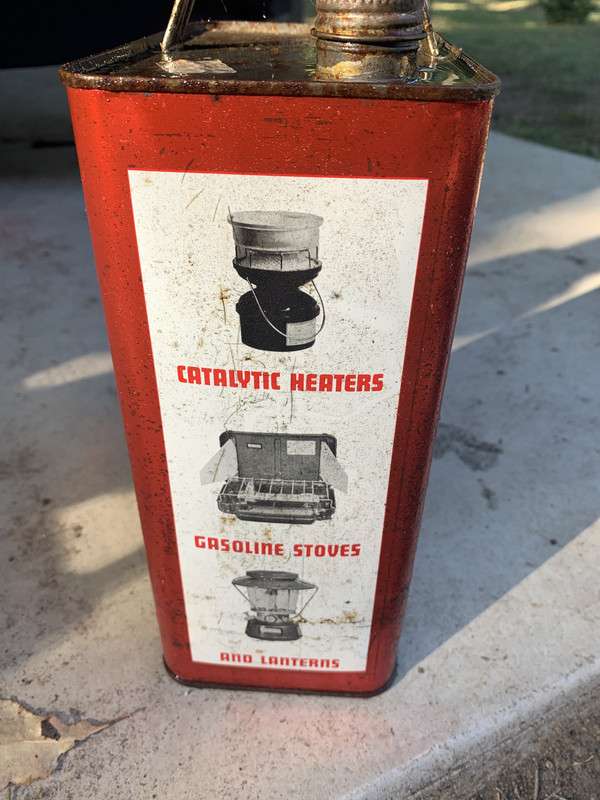 CATALYTIC HEATERS
GASOLINE STOVES
AND LANTERNS